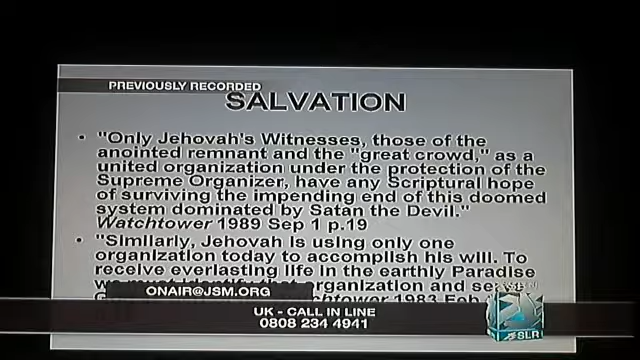 PREVIOUSLY RECORDED
SALVATION
• "Only Jehovah's Witnesses, those of the
anointed remnant and the "great crowd," as a
united organization under the protection of the
Supreme Organizer, have any Scriptural hope
of surviving the impending end of this doomed
system dominated by Satan the Devil."
Watchtower 1989 Sep 1 p.19
• "Similarly, Jehovah is using only one
organization today to accomplish his will. To
receive everlasting life in the earthly Paradise
organization and
ONAIR@JSM.ORG
1983 Feb
UK - CALL IN LINE
0808 234 4941
SLR